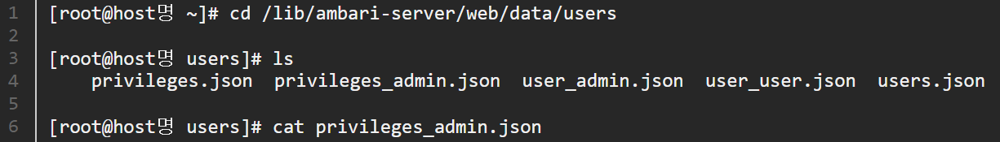 1 [root@host명 ~]# cd /lib/ambari-server/web/data/users
2
3 [root@host명 users]# ls
4 privileges.json privileges_admin.json user_admin.json user_user.json users.json
5
6 [root@host명 users]# cat privileges_admin.json